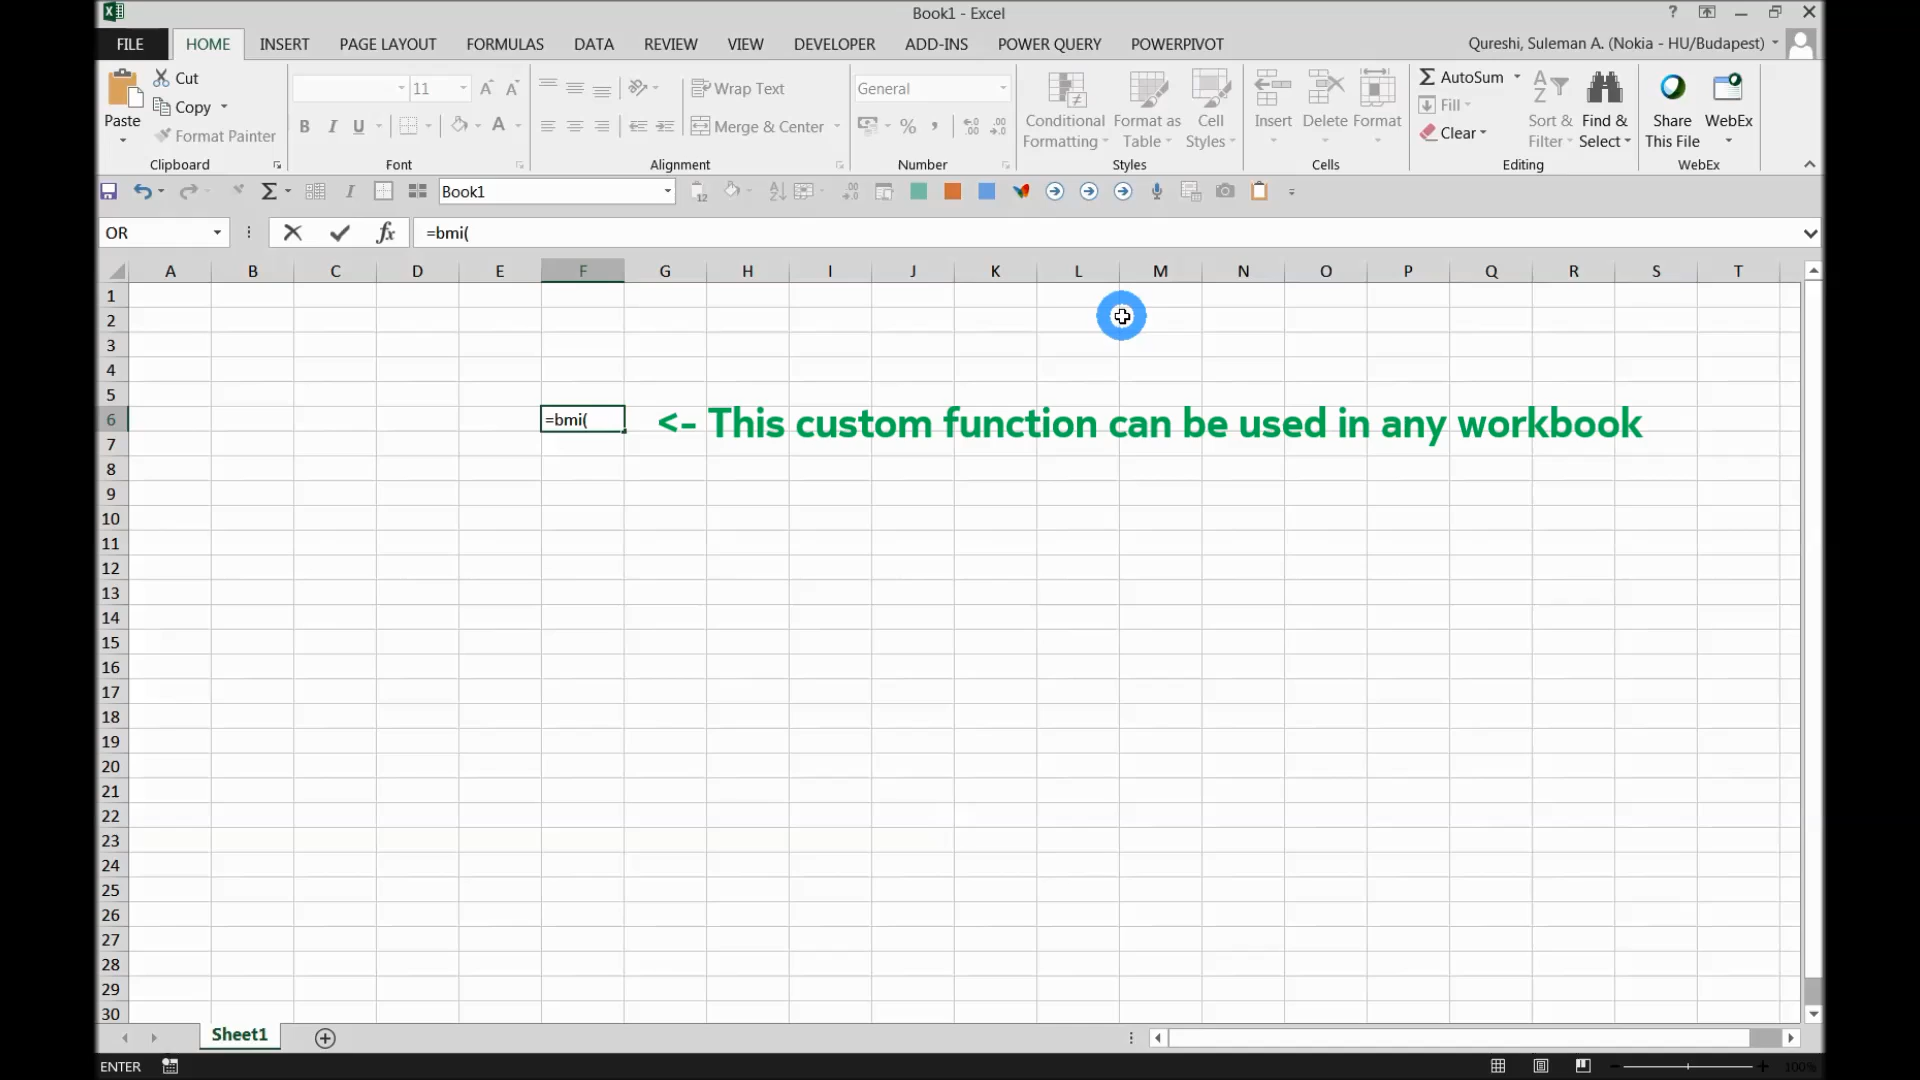 Book1 - Excel
?
FILE HOME INSERT PAGE LAYOUT FORMULAS DATA REVIEW VIEW DEVELOPER ADD-INS POWER QUERY POWERPIVOT Qureshi, Suleman A. (Nokia - HU/Budapest)
Paste
Cut
Copy
Format Painter
Clipboard
11
B I U
Font
Wrap Text
Merge & Center
Alignment
General
%
Number
Conditional Formatting
Format as Table
Cell Styles
Styles
Insert Delete Format
Cells
AutoSum
Fill
Clear
Sort & Filter
Find & Select
Editing
Share This File
WebEx
WebEx
Book1
OR
fx
=bmi(
A B C D E F G H I J K L M N O P Q R S T
1
2
3
4
5
6 =bmi( <- This custom function can be used in any workbook
7
8
9
10
11
12
13
14
15
16
17
18
19
20
21
22
23
24
25
26
27
28
29
30
Sheet1
ENTER
100%